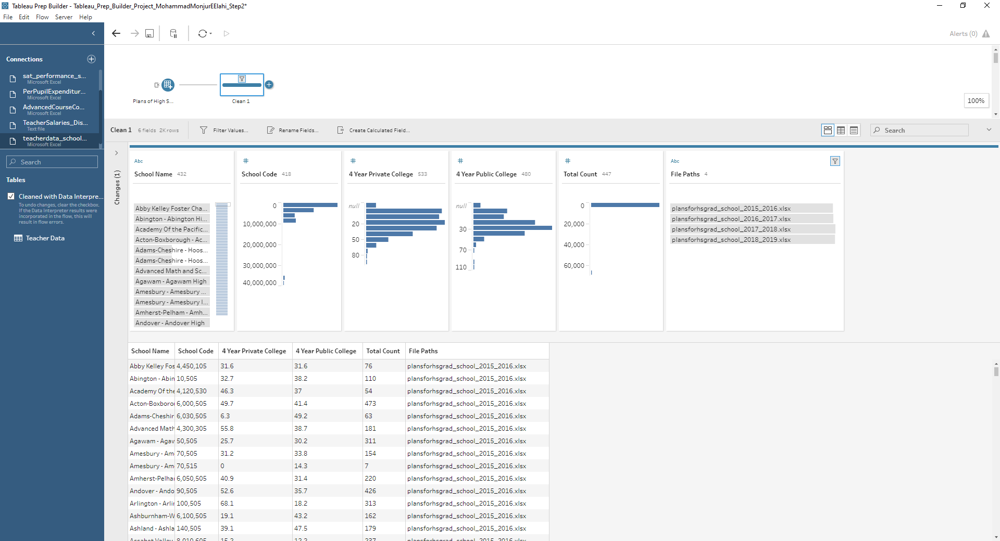 Tableau Prep Builder - Tableau_Prep_Builder_Project_MohammadMonjurEElahi_Step2*
File Edit Flow Server Help
Alerts (0)
Connections
sat_performance_s...
Microsoft Excel
PerPupilExpenditur...
Microsoft Excel
AdvancedCourseCo...
Microsoft Excel
TeacherSalaries_Dis...
Text file
teacherdata_school...
Microsoft Excel
Search
Tables
Cleaned with Data Interpre...
To undo changes, clear the checkbox.
If the Data Interpreter results were
incorporated in the flow, this will
result in flow errors.
Teacher Data
Plans of High S...
Clean 1
100%
Clean 1 6 fields 2K rows Filter Values... Rename Fields... Create Calculated Field... Search
Changes (1)
Abc
School Name 432
Abby Kelley Foster Cha...
Abington - Abington Hi...
Academy Of the Pacific...
Acton-Boxborough - Ac...
Adams-Cheshire - Hoos...
Adams-Cheshire - Hoos...
Advanced Math and Sc...
Agawam - Agawam High
Amesbury - Amesbury ...
Amesbury - Amesbury I...
Amherst-Pelham - Amh...
Andover - Andover High
#
School Code 418
0
10,000,000
20,000,000
30,000,000
40,000,000
#
4 Year Private College 533
null
20
50
80
#
4 Year Public College 480
null
30
70
110
#
Total Count 447
0
20,000
40,000
60,000
Abc
File Paths 4
plansforhsgrad_school_2015_2016.xlsx
plansforhsgrad_school_2016_2017.xlsx
plansforhsgrad_school_2017_2018.xlsx
plansforhsgrad_school_2018_2019.xlsx
School Name School Code 4 Year Private College 4 Year Public College Total Count File Paths
Abby Kelley Fos 4,450,105 31.6 31.6 76 plansforhsgrad_school_2015_2016.xlsx
Abington - Abin 10,505 32.7 38.2 110 plansforhsgrad_school_2015_2016.xlsx
Academy Of the 4,120,530 46.3 37 54 plansforhsgrad_school_2015_2016.xlsx
Acton-Boxboro 6,000,505 49.7 41.4 473 plansforhsgrad_school_2015_2016.xlsx
Adams-Cheshir 6,030,505 6.3 49.2 63 plansforhsgrad_school_2015_2016.xlsx
Advanced Math 4,300,305 55.8 38.7 181 plansforhsgrad_school_2015_2016.xlsx
Agawam - Agaw 50,505 25.7 30.2 311 plansforhsgrad_school_2015_2016.xlsx
Amesbury - Am 70,505 31.2 33.8 154 plansforhsgrad_school_2015_2016.xlsx
Amesbury - Am 70,515 0 14.3 7 plansforhsgrad_school_2015_2016.xlsx
Amherst-Pelha 6,050,505 40.9 31.4 220 plansforhsgrad_school_2015_2016.xlsx
Andover - Ando 90,505 52.6 35.7 426 plansforhsgrad_school_2015_2016.xlsx
Arlington - Arli 100,505 68.1 18.2 313 plansforhsgrad_school_2015_2016.xlsx
Ashburnham-W 6,100,505 19.1 43.2 162 plansforhsgrad_school_2015_2016.xlsx
Ashland - Ashla 140,505 39.1 47.5 179 plansforhsgrad_school_2015_2016.xlsx
Assabet Valley 8,010,605 15.2 12.2 237 plansforhsgrad_school_2015_2016.xlsx